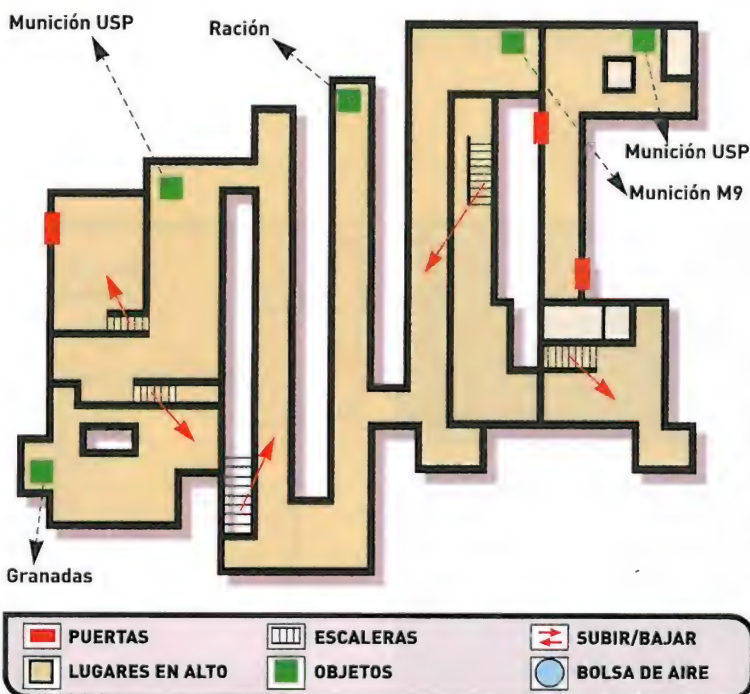 Munición USP
Ración
Munición USP
Munición M9
Granadas
PUERTAS
ESCALERAS
SUBIR/BAJAR
LUGARES EN ALTO
OBJETOS
BOLSA DE AIRE